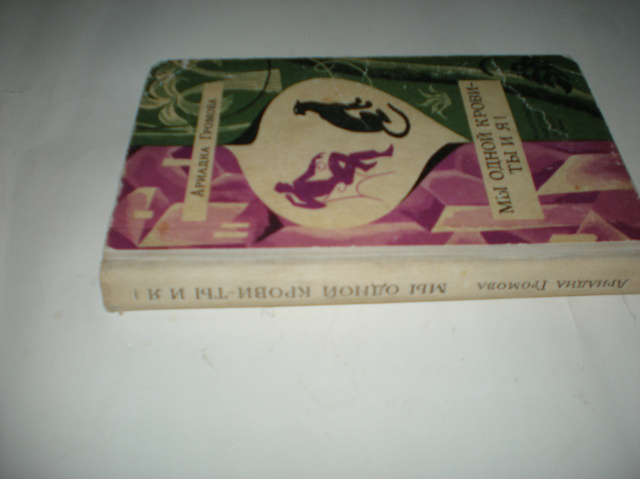 АРИАДНА ГРОМОВА
МЫ ОДНОЙ КРОВИ-
ТЫ И Я!
АРИАДНА ГРОМОВА МЫ ОДНОЙ КРОВИ-ТЫ И Я!